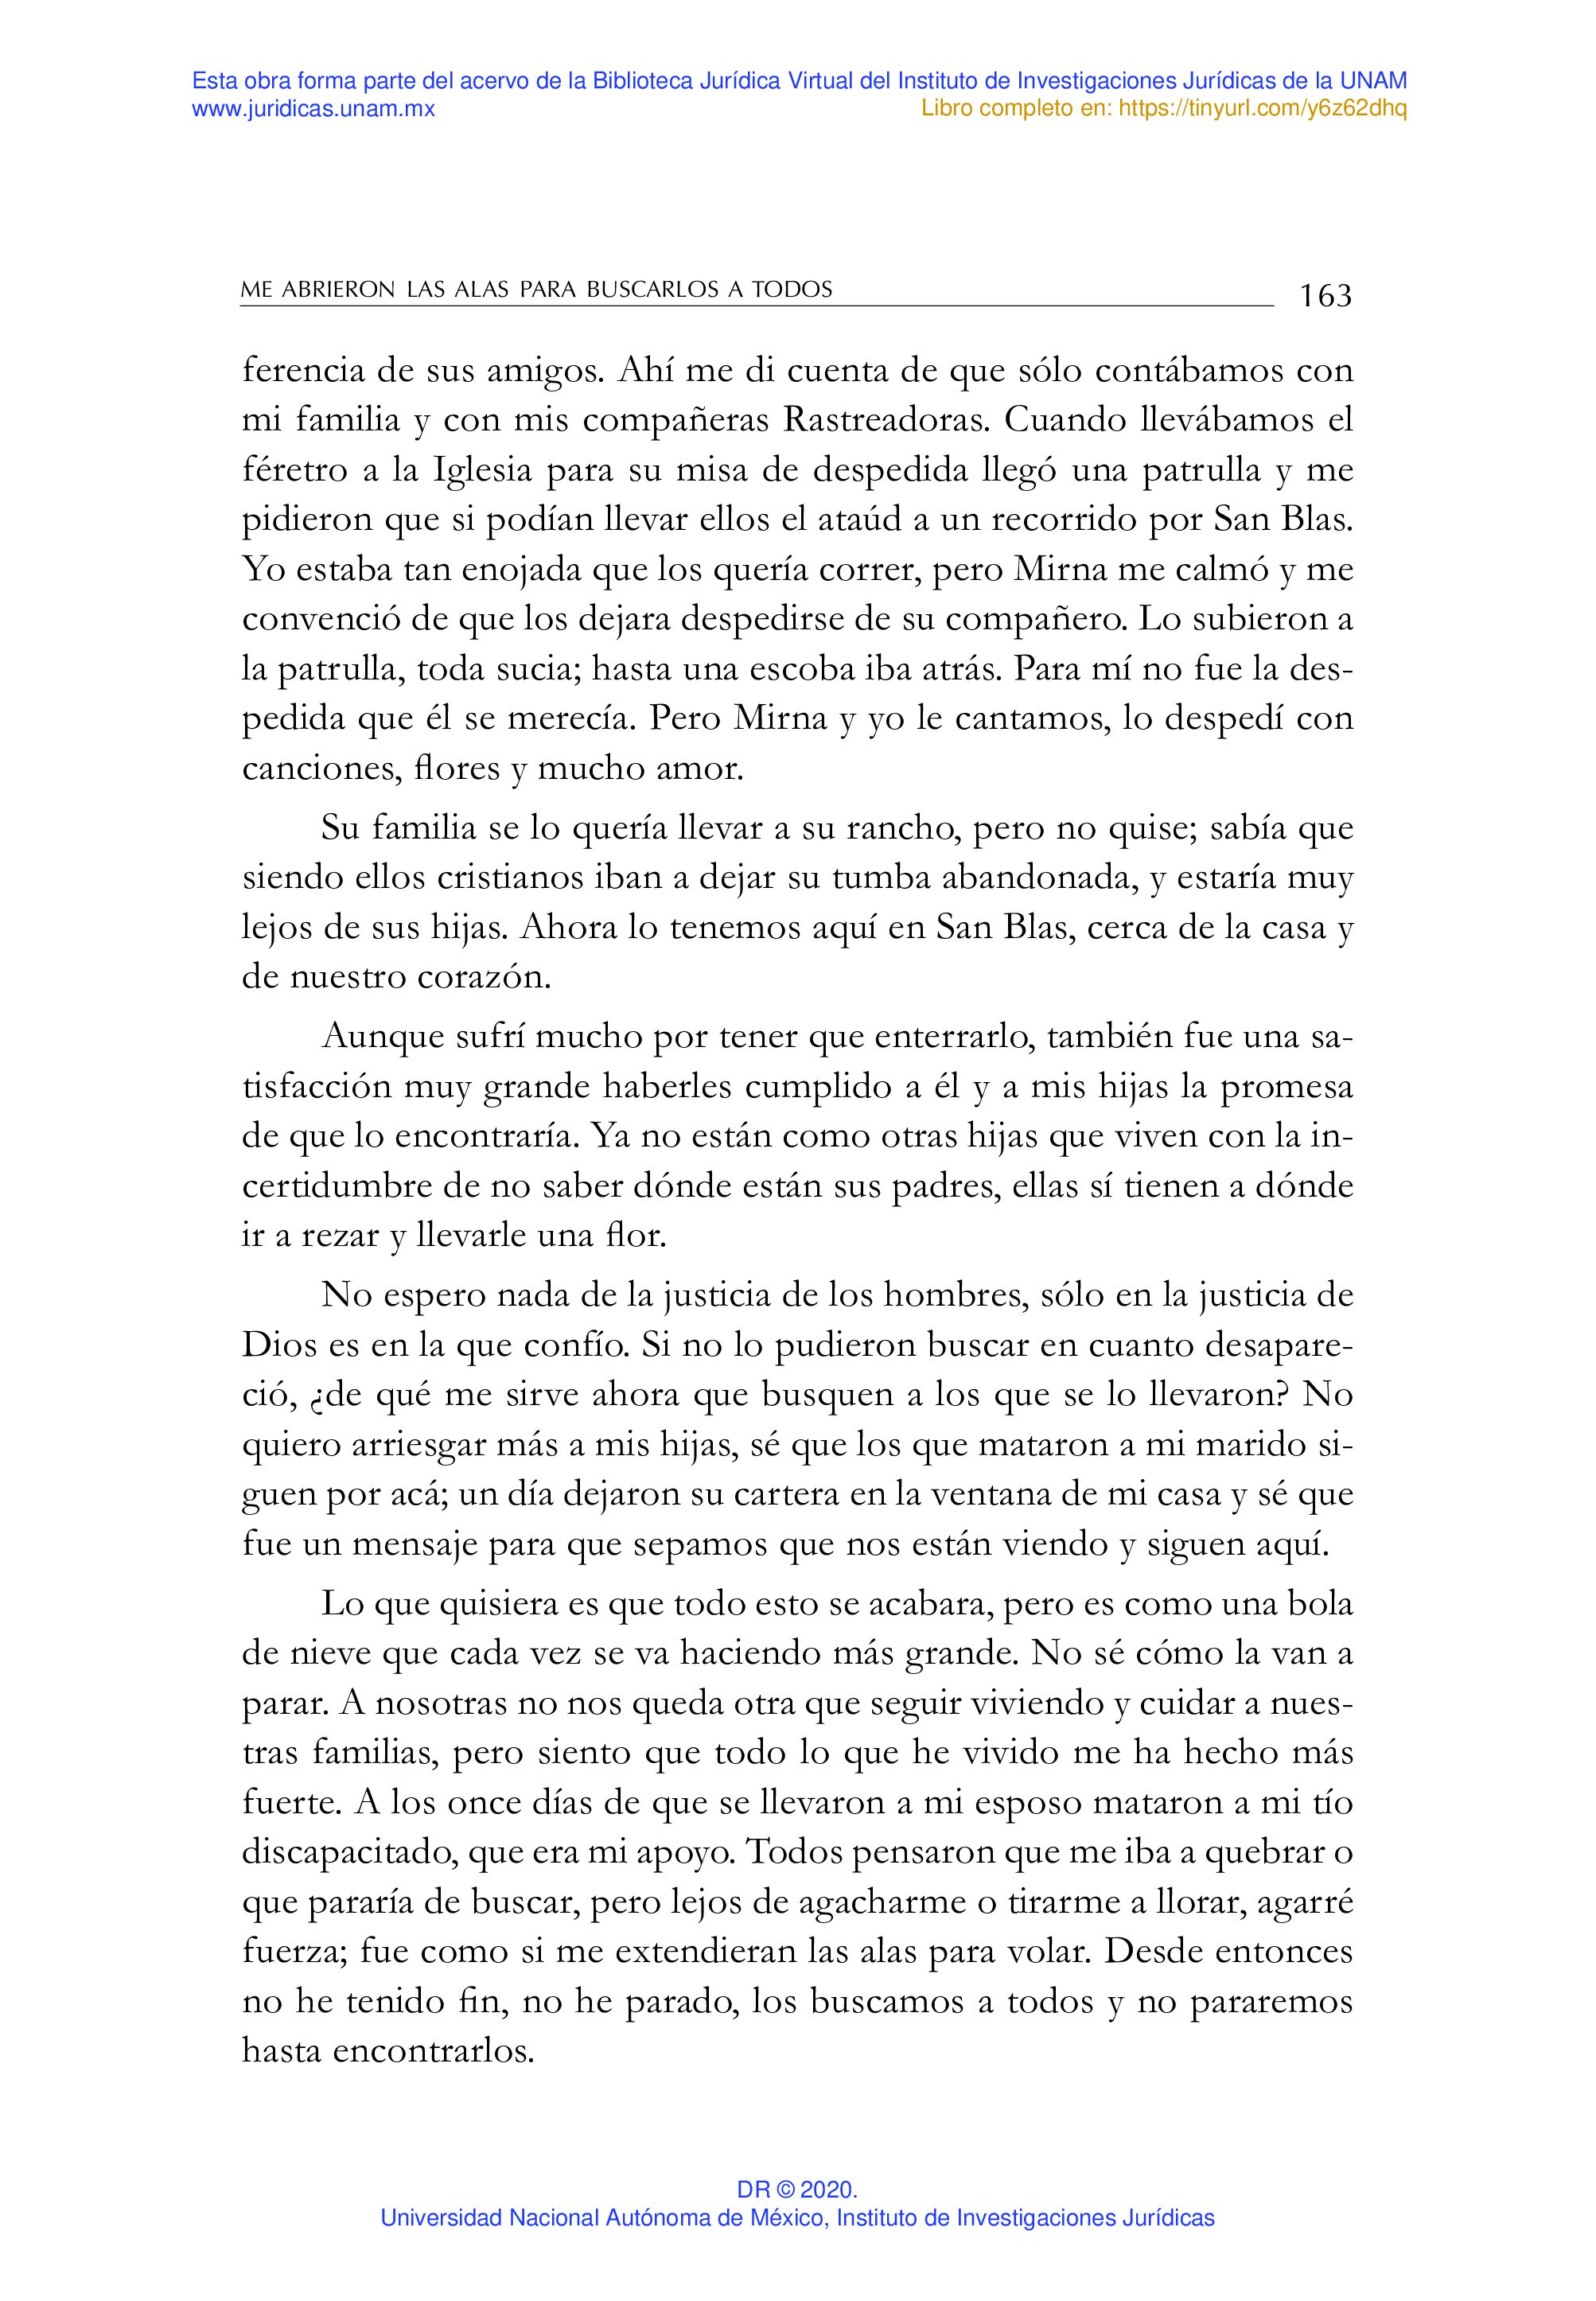 Esta obra forma parte del acervo de la Biblioteca Jurídica Virtual del Instituto de Investigaciones Jurídicas de la UNAM
www.juridicas.unam.mx Libro completo en: https://tinyurl.com/y6z62dhq
ME ABRIERON LAS ALAS PARA BUSCARLOS A TODOS 163
ferencia de sus amigos. Ahí me di cuenta de que sólo contábamos con
mi familia y con mis compañeras Rastreadoras. Cuando llevábamos el
féretro a la Iglesia para su misa de despedida llegó una patrulla y me
pidieron que si podían llevar ellos el ataúd a un recorrido por San Blas.
Yo estaba tan enojada que los quería correr, pero Mirna me calmó y me
convenció de que los dejara despedirse de su compañero. Lo subieron a
la patrulla, toda sucia; hasta una escoba iba atrás. Para mí no fue la des-
pedida que él se merecía. Pero Mirna y yo le cantamos, lo despedí con
canciones, flores y mucho amor.
Su familia se lo quería llevar a su rancho, pero no quise; sabía que
siendo ellos cristianos iban a dejar su tumba abandonada, y estaría muy
lejos de sus hijas. Ahora lo tenemos aquí en San Blas, cerca de la casa y
de nuestro corazón.
Aunque sufrí mucho por tener que enterrarlo, también fue una sa-
tisfacción muy grande haberles cumplido a él y a mis hijas la promesa
de que lo encontraría. Ya no están como otras hijas que viven con la in-
certidumbre de no saber dónde están sus padres, ellas sí tienen a dónde
ir a rezar y llevarle una flor.
No espero nada de la justicia de los hombres, sólo en la justicia de
Dios es en la que confío. Si no lo pudieron buscar en cuanto desapare-
ció, ¿de qué me sirve ahora que busquen a los que se lo llevaron? No
quiero arriesgar más a mis hijas, sé que los que mataron a mi marido si-
guen por acá; un día dejaron su cartera en la ventana de mi casa y sé que
fue un mensaje para que sepamos que nos están viendo y siguen aquí.
Lo que quisiera es que todo esto se acabara, pero es como una bola
de nieve que cada vez se va haciendo más grande. No sé cómo la van a
parar. A nosotras no nos queda otra que seguir viviendo y cuidar a nues-
tras familias, pero siento que todo lo que he vivido me ha hecho más
fuerte. A los once días de que se llevaron a mi esposo mataron a mi tío
discapacitado, que era mi apoyo. Todos pensaron que me iba a quebrar o
que pararía de buscar, pero lejos de agacharme o tirarme a llorar, agarré
fuerza; fue como si me extendieran las alas para volar. Desde entonces
no he tenido fin, no he parado, los buscamos a todos y no pararemos
hasta encontrarlos.
DR © 2020.
Universidad Nacional Autónoma de México, Instituto de Investigaciones Jurídicas